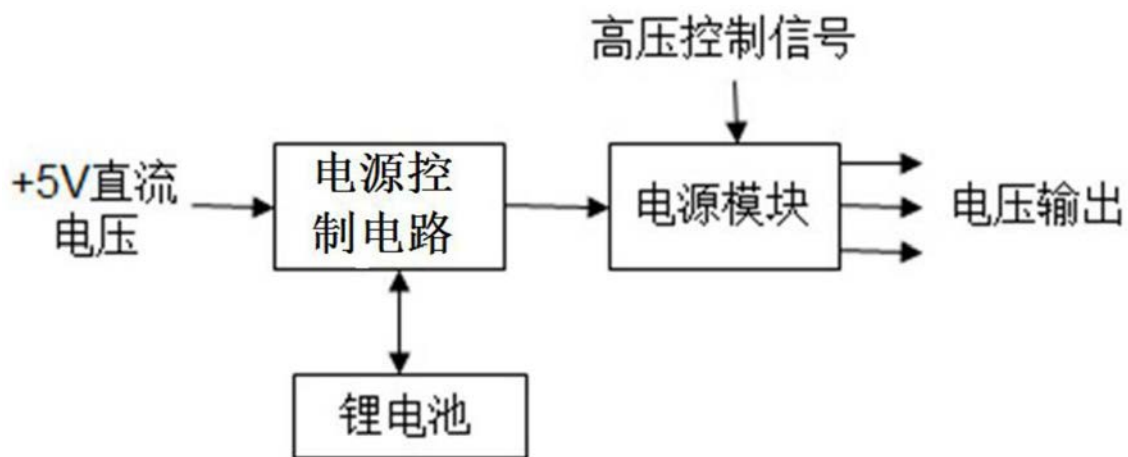 高压控制信号
+5V直流
电压
电源控
制电路
电源模块
电压输出
锂电池